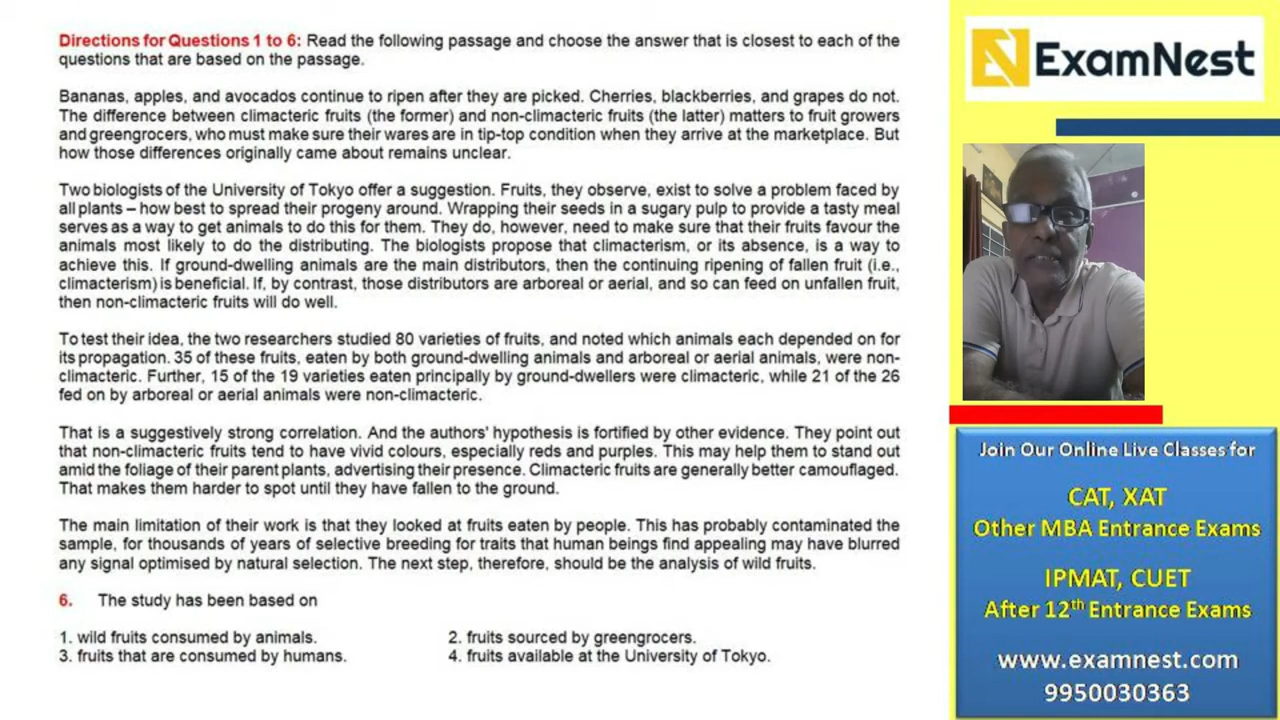 Directions for Questions 1 to 6: Read the following passage and choose the answer that is closest to each of the
questions that are based on the passage.
Bananas, apples, and avocados continue to ripen after they are picked. Cherries, blackberries, and grapes do not.
The difference between climacteric fruits (the former) and non-climacteric fruits (the latter) matters to fruit growers
and greengrocers, who must make sure their wares are in tip-top condition when they arrive at the marketplace. But
how those differences originally came about remains unclear.
Two biologists of the University of Tokyo offer a suggestion. Fruits, they observe, exist to solve a problem faced by
all plants – how best to spread their progeny around. Wrapping their seeds in a sugary pulp to provide a tasty meal
serves as a way to get animals to do this for them. They do, however, need to make sure that their fruits favour the
animals most likely to do the distributing. The biologists propose that climacterism, or its absence, is a way to
achieve this. If ground-dwelling animals are the main distributors, then the continuing ripening of fallen fruit (i.e.,
climacterism) is beneficial. If, by contrast, those distributors are arboreal or aerial, and so can feed on unfallen fruit,
then non-climacteric fruits will do well.
To test their idea, the two researchers studied 80 varieties of fruits, and noted which animals each depended on for
its propagation. 35 of these fruits, eaten by both ground-dwelling animals and arboreal or aerial animals, were non-
climacteric. Further, 15 of the 19 varieties eaten principally by ground-dwellers were climacteric, while 21 of the 26
fed on by arboreal or aerial animals were non-climacteric.
That is a suggestively strong correlation. And the authors' hypothesis is fortified by other evidence. They point out
that non-climacteric fruits tend to have vivid colours, especially reds and purples. This may help them to stand out
amid the foliage of their parent plants, advertising their presence. Climacteric fruits are generally better camouflaged.
That makes them harder to spot until they have fallen to the ground.
The main limitation of their work is that they looked at fruits eaten by people. This has probably contaminated the
sample, for thousands of years of selective breeding for traits that human beings find appealing may have blurred
any signal optimised by natural selection. The next step, therefore, should be the analysis of wild fruits.
6. The study has been based on
1. wild fruits consumed by animals. 2. fruits sourced by greengrocers.
3. fruits that are consumed by humans. 4. fruits available at the University of Tokyo.
ExamNest
Join Our Online Live Classes for
CAT, XAT
Other MBA Entrance Exams
IPMAT, CUET
After 12th Entrance Exams
www.examnest.com
9950030363